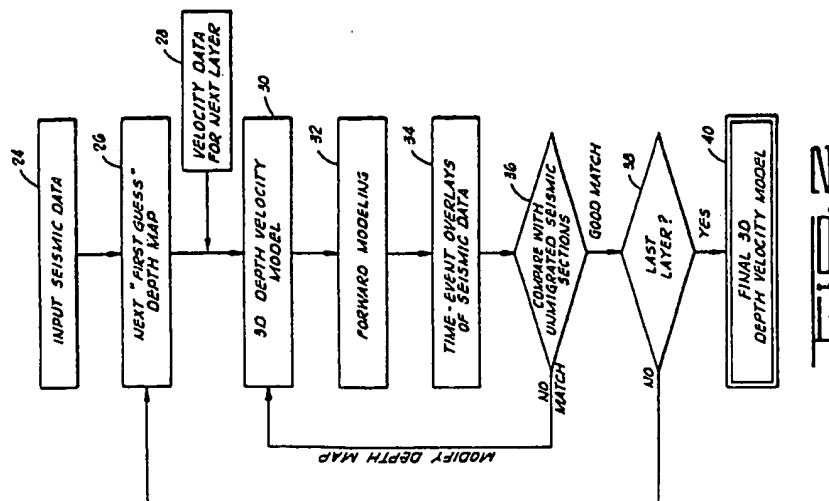 24
INPUT SEISMIC DATA
26
NEXT "FIRST GUESS"
DEPTH MAP
28
VELOCITY DATA
FOR NEXT LAYER
30
3D DEPTH VELOCITY
MODEL
32
FORWARD MODELING
34
TIME-EVENT OVERLAYS
OF SEISMIC DATA
36
COMPARE WITH
UNMIGRATED SEISMIC
SECTIONS
NO
MATCH
MODIFY DEPTH MAP
GOOD MATCH
38
LAST
LAYER?
NO
YES
40
FINAL 3D
DEPTH VELOCITY MODEL